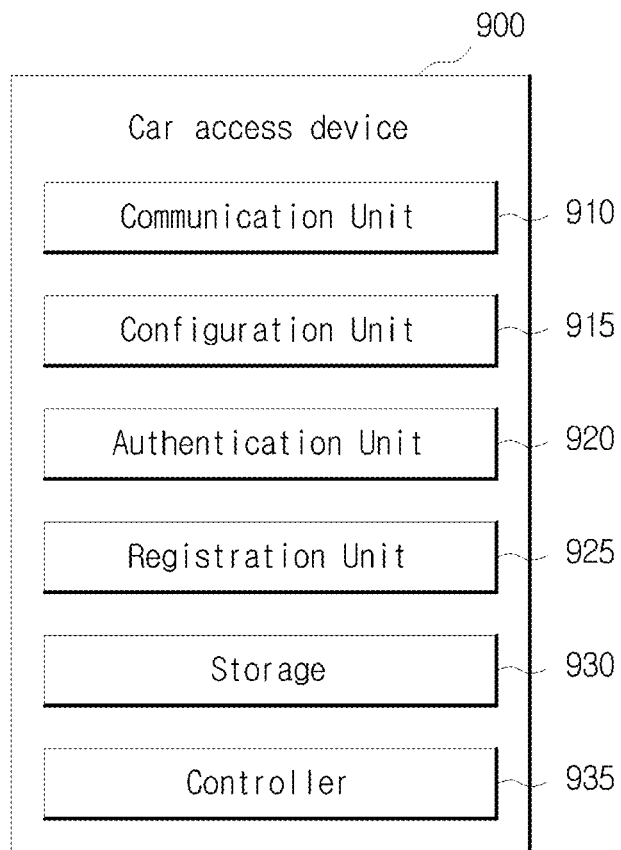 900
Car access device
Communication Unit 910
Configuration Unit 915
Authentication Unit 920
Registration Unit 925
Storage 930
Controller 935